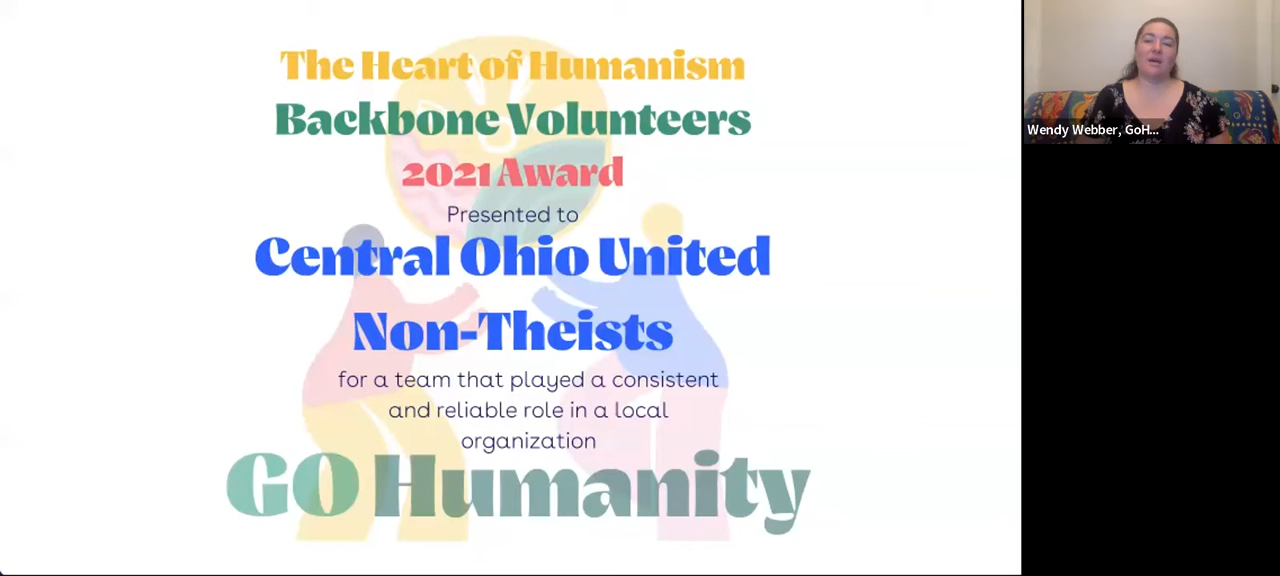 The Heart of Humanism
Backbone Volunteers
2021 Award
Presented to
Central Ohio United
Non-Theists
for a team that played a consistent
and reliable role in a local
organization
GO Humanity
Wendy Webber, GoH...